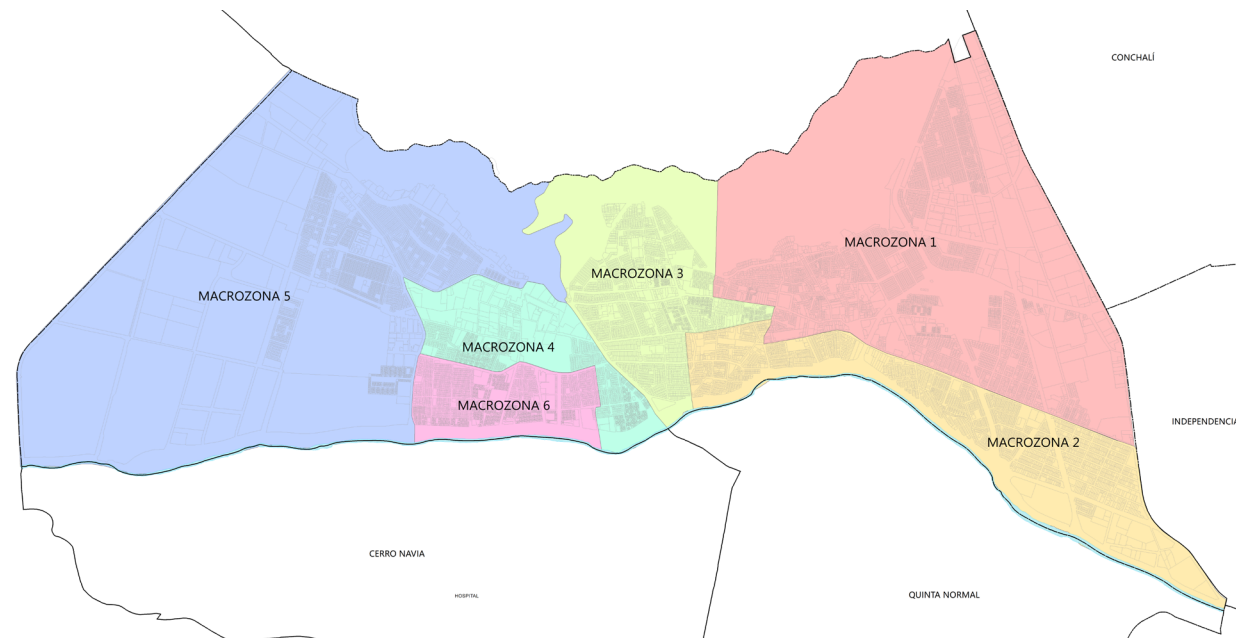 CONCHALÍ
MACROZONA 1
MACROZONA 3
MACROZONA 5
MACROZONA 4
MACROZONA 6
INDEPENDENCIA
MACROZONA 2
CERRO NAVIA
HOSPITAL
QUINTA NORMAL